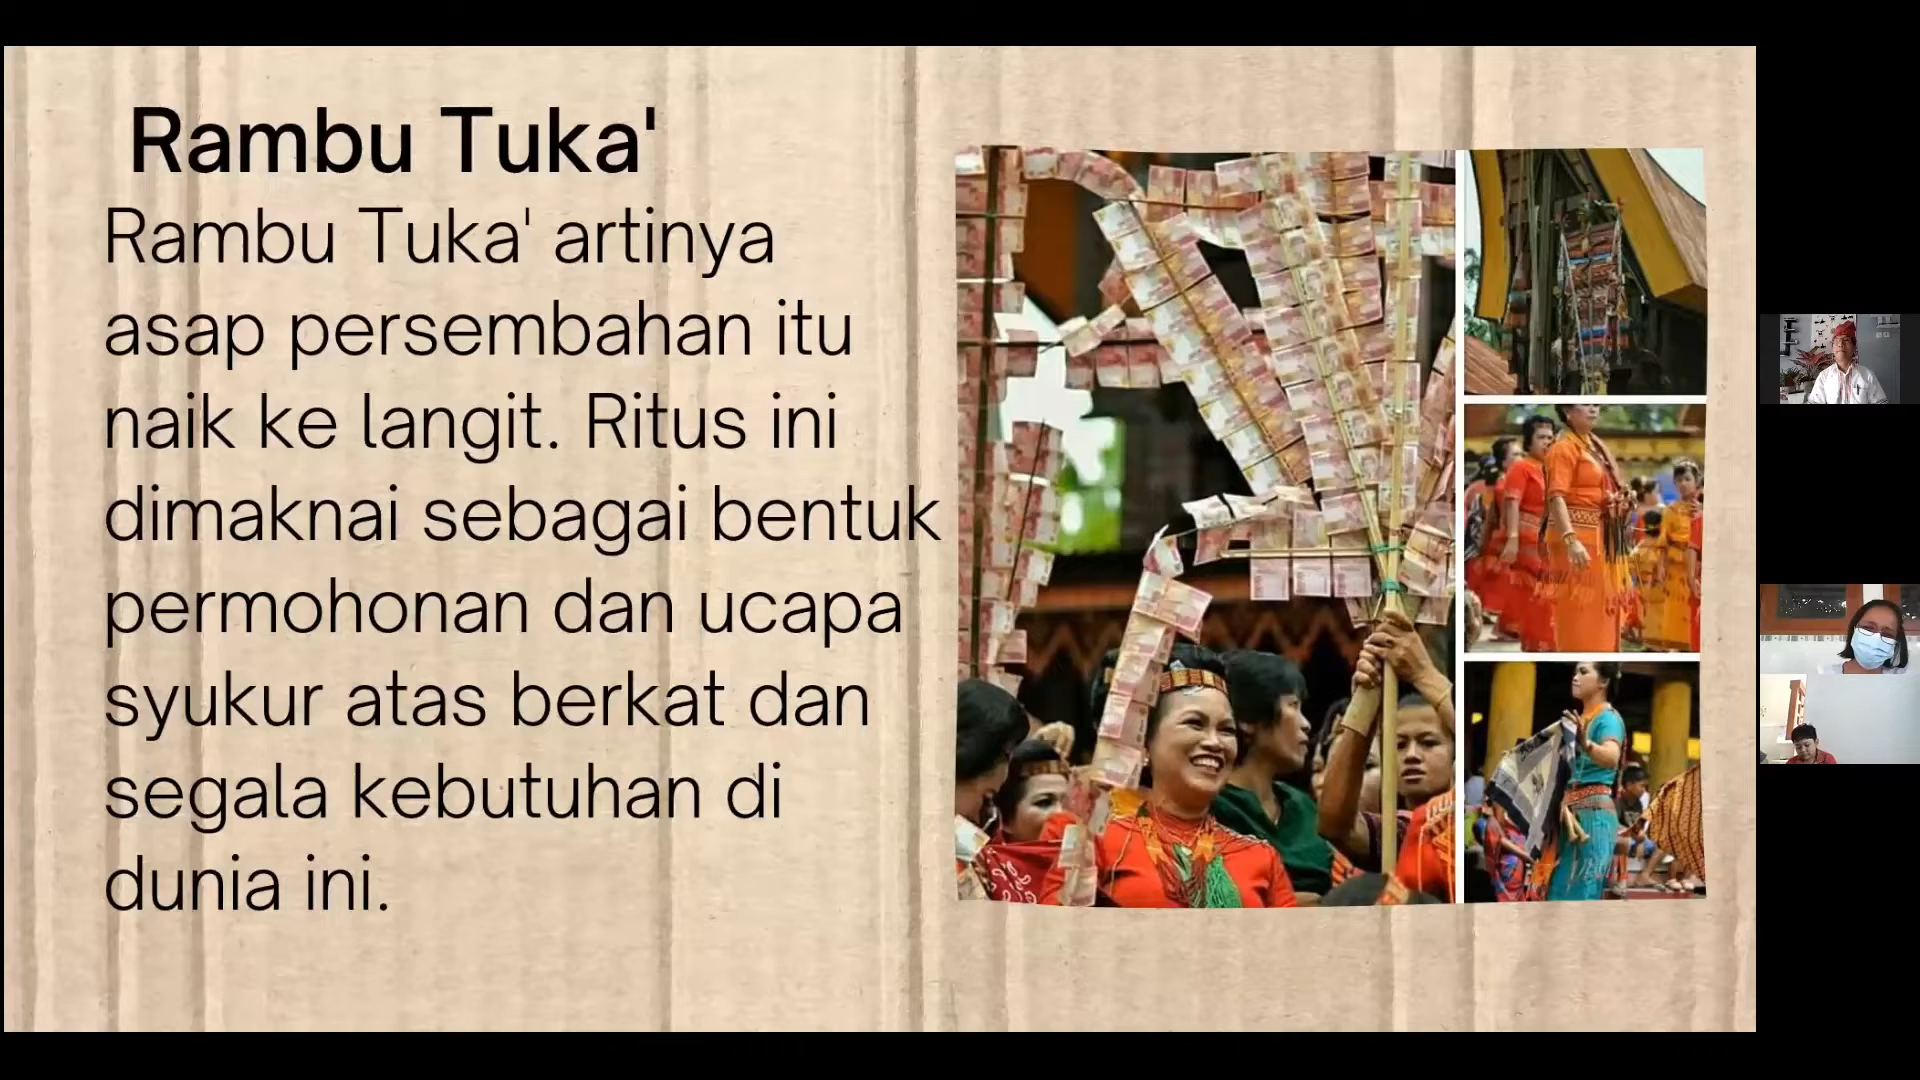 Rambu Tuka'
Rambu Tuka' artinya
asap persembahan itu
naik ke langit. Ritus ini
dimaknai sebagai bentuk
permohonan dan ucapa
syukur atas berkat dan
segala kebutuhan di
dunia ini.